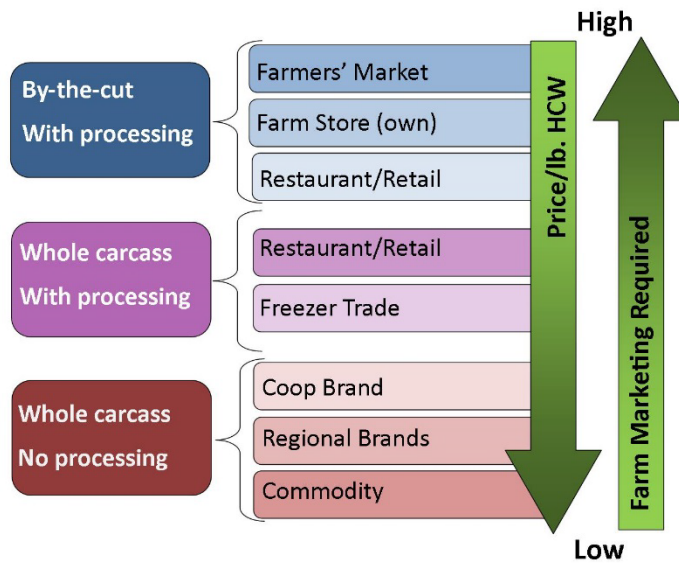 High
By-the-cut
With processing
Farmers’ Market
Farm Store (own)
Restaurant/Retail
Whole carcass
With processing
Restaurant/Retail
Freezer Trade
Whole carcass
No processing
Coop Brand
Regional Brands
Commodity
Price/lb. HCW
Farm Marketing Required
Low